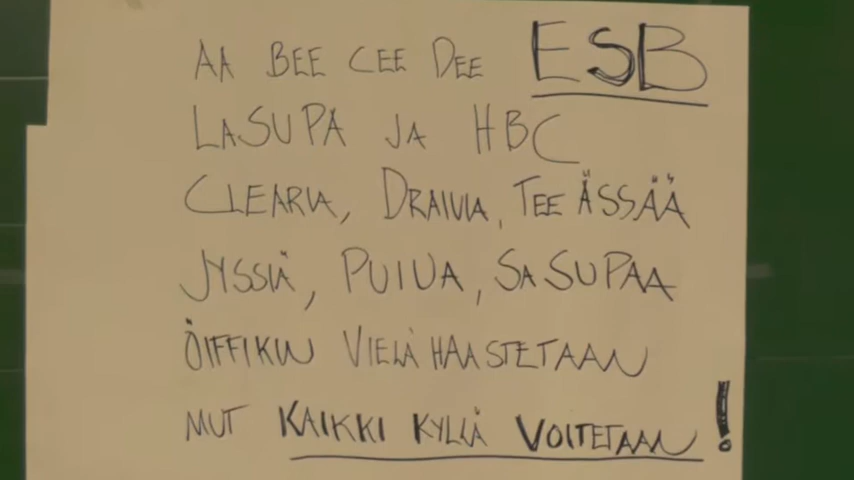 AA BEE CEE DEE ESB
LASUPA JA HBC
CLEARIA, DRAIVIA, TEE ÄSSÄÄ
JYSSIÄ, PUIVA, SASUPAA
ÖIFFIKIN VIELÄ HAASTETAAN
MUT KAIKKI KYLLÄ VOITETAAN!